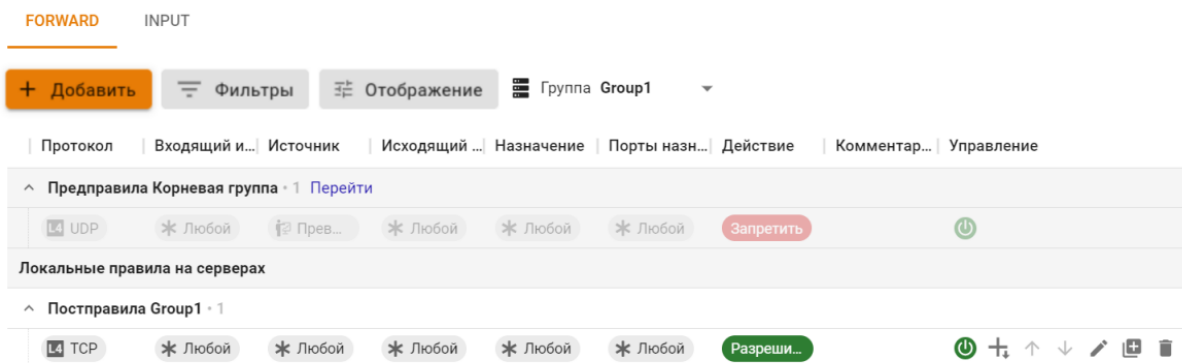 FORWARD INPUT
+ Добавить Фильтры Отображение Группа Group1
Протокол Входящий и... Источник Исходящий ... Назначение Порты назн... Действие Комментар... Управление
Предправила Корневая группа • 1 Перейти
L4 UDP Любой Прев... Любой Любой Любой Запретить
Локальные правила на серверах
Постправила Group1 • 1
L4 TCP Любой Любой Любой Любой Любой Разреши...